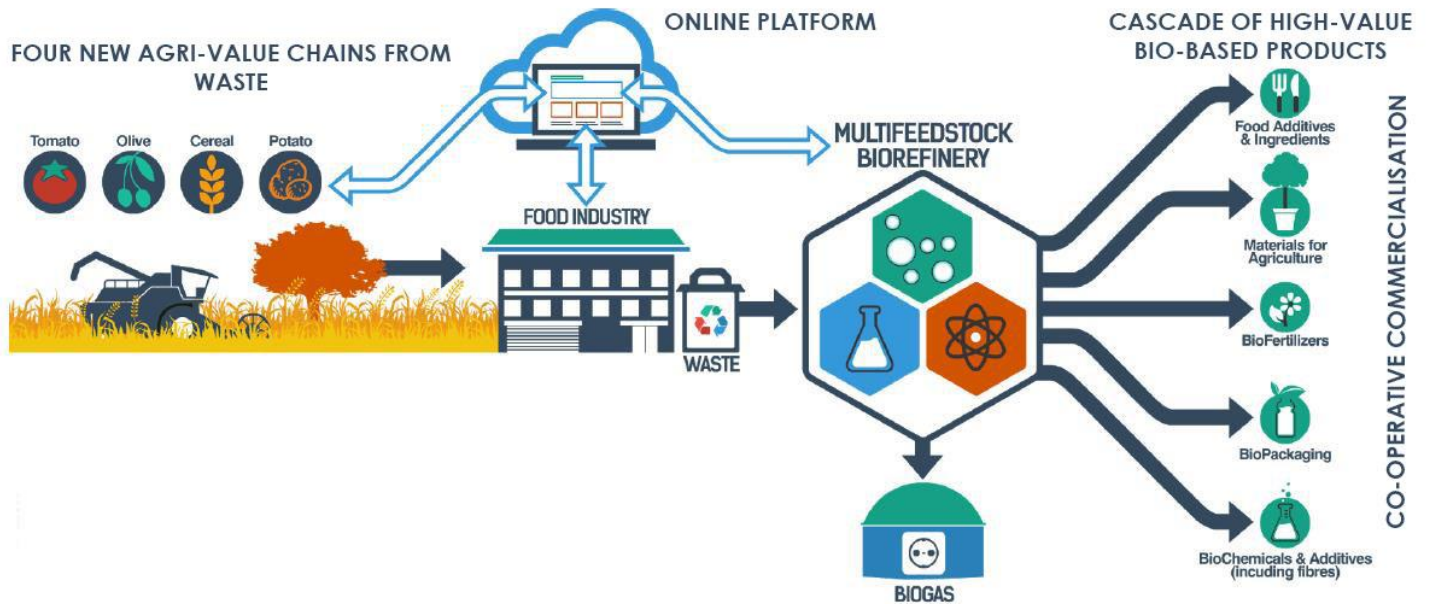 FOUR NEW AGRI-VALUE CHAINS FROM
WASTE
Tomato
Olive
Cereal
Potato
ONLINE PLATFORM
FOOD INDUSTRY
WASTE
MULTIFEEDSTOCK
BIOREFINERY
BIOGAS
CASCADE OF HIGH-VALUE
BIO-BASED PRODUCTS
Food Additives
& Ingredients
Materials for
Agriculture
BioFertilizers
BioPackaging
BioChemicals & Additives
(incuding fibres)
CO-OPERATIVE COMMERCIALISATION